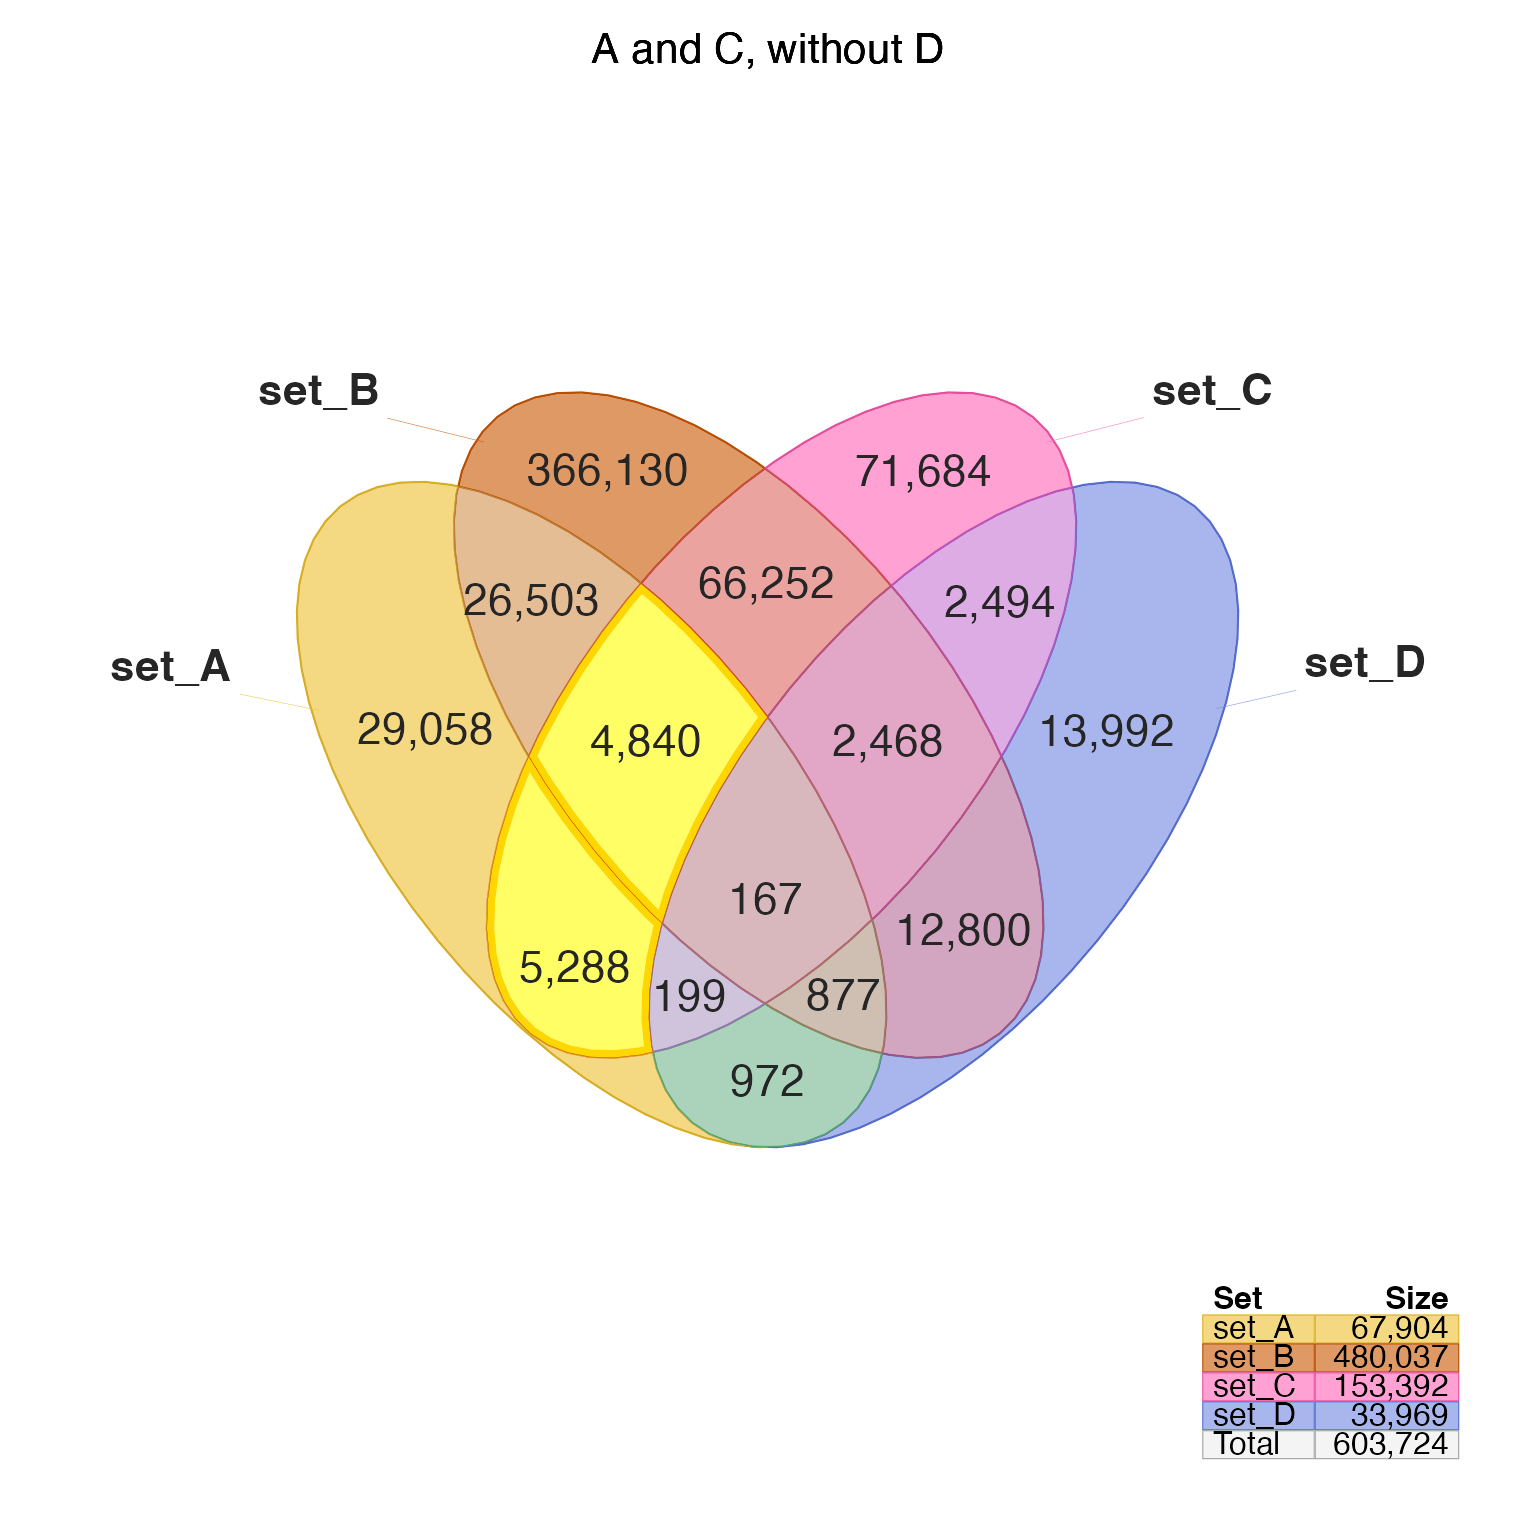 A and C, without D
set_B
set_C
366,130
71,684
66,252
26,503
2,494
set_A
set_D
29,058
4,840
2,468
13,992
167
12,800
5,288
199
877
972
Set Size
set_A 67,904
set_B 480,037
set_C 153,392
set_D 33,969
Total 603,724